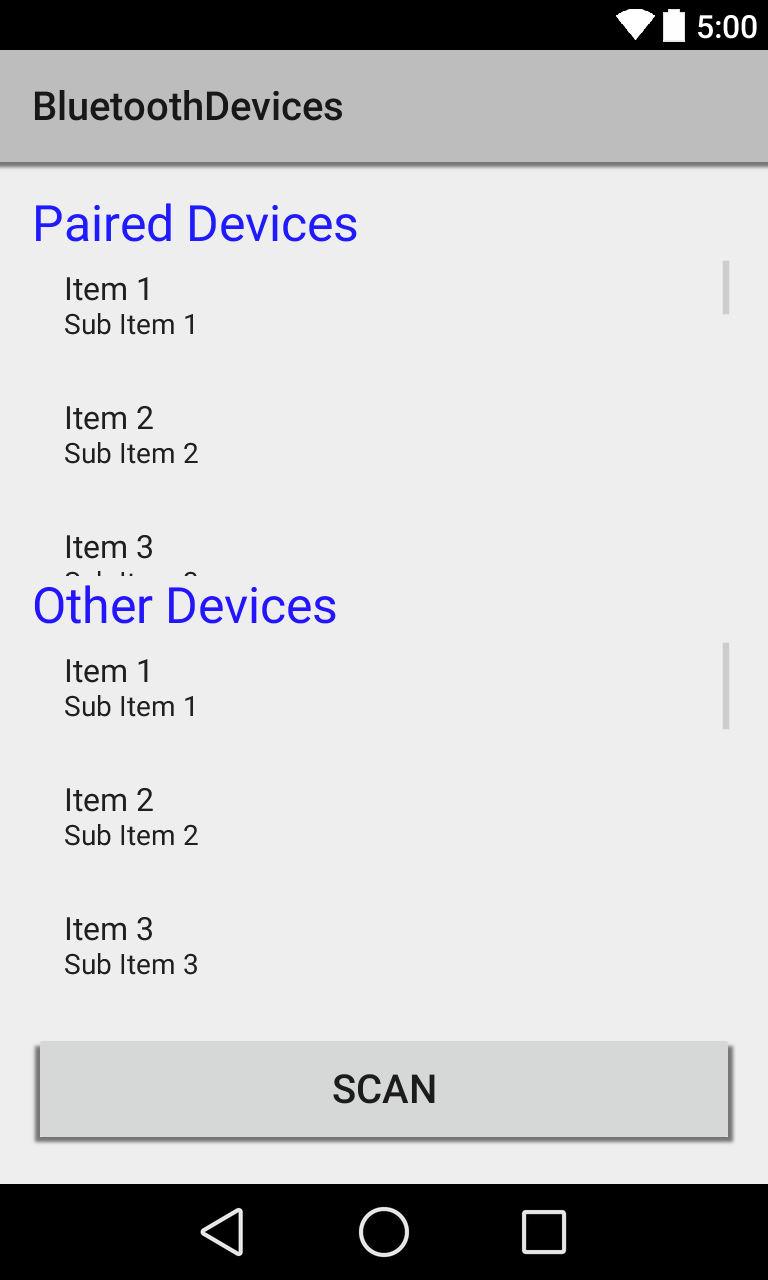 5:00
BluetoothDevices
Paired Devices
Item 1
Sub Item 1
Item 2
Sub Item 2
Item 3
Other Devices
Item 1
Sub Item 1
Item 2
Sub Item 2
Item 3
Sub Item 3
SCAN